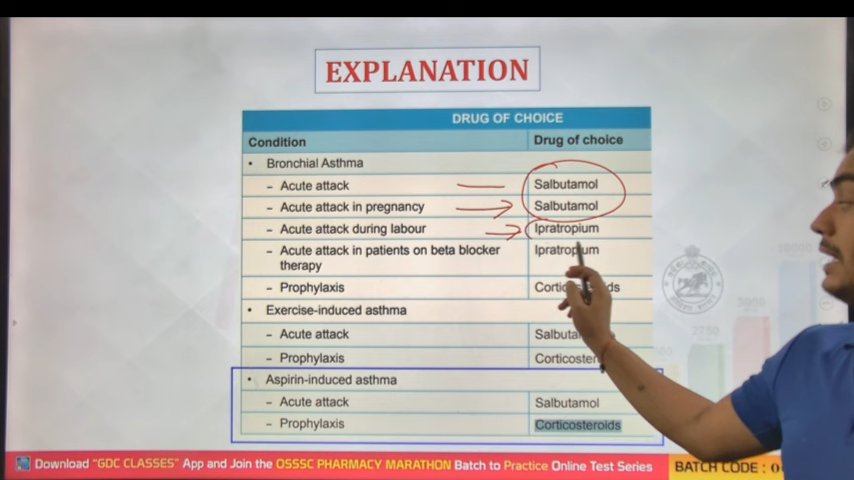 EXPLANATION
DRUG OF CHOICE
Condition Drug of choice
• Bronchial Asthma
– Acute attack Salbutamol
– Acute attack in pregnancy Salbutamol
– Acute attack during labour Ipratropium
– Acute attack in patients on beta blocker Ipratropium
therapy
– Prophylaxis
• Exercise-induced asthma
– Acute attack
– Prophylaxis
• Aspirin-induced asthma
– Acute attack Salbutamol
– Prophylaxis Corticosteroids
Download "GDC CLASSES" App and Join the OSSSC PHARMACY MARATHON Batch to Practice Online Test Series
BATCH CODE :